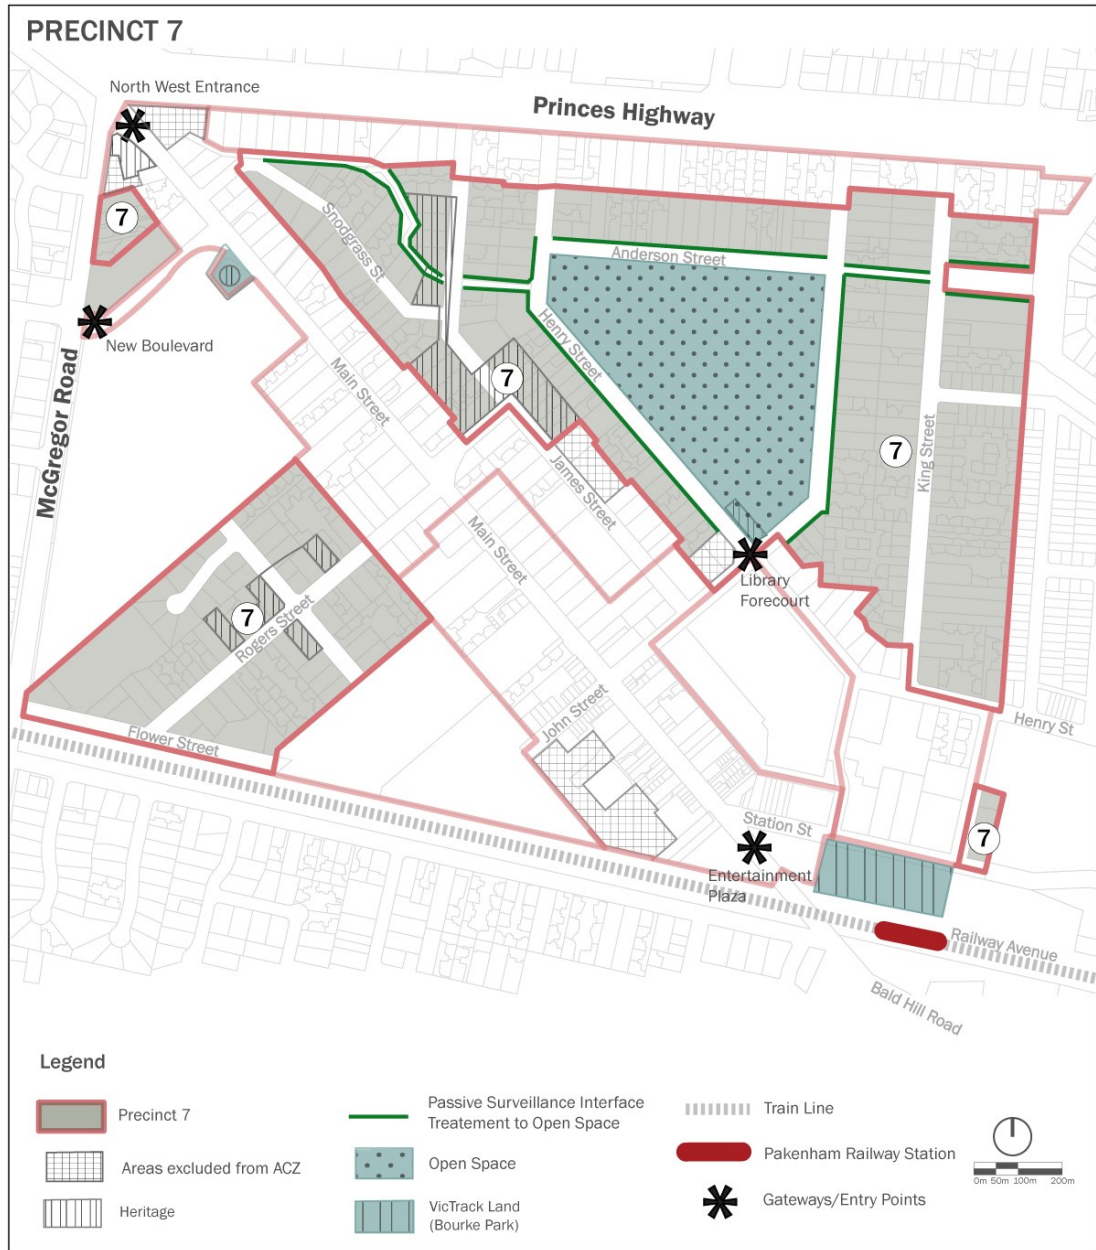 PRECINCT 7
North West Entrance
Princes Highway
7
Snodgrass St
Anderson Street
Henry Street
New Boulevard
Main Street
McGregor Road
7
7
King Street
James Street
Main Street
Library
Forecourt
7
Rogers Street
John Street
Henry St
Flower Street
Station St
7
Entertainment
Plaza
Railway Avenue
Bald Hill Road
Legend
Precinct 7
Areas excluded from ACZ
Heritage
Passive Surveillance Interface
Treatement to Open Space
Open Space
VicTrack Land
(Bourke Park)
Train Line
Pakenham Railway Station
Gateways/Entry Points
0m 50m 100m 200m